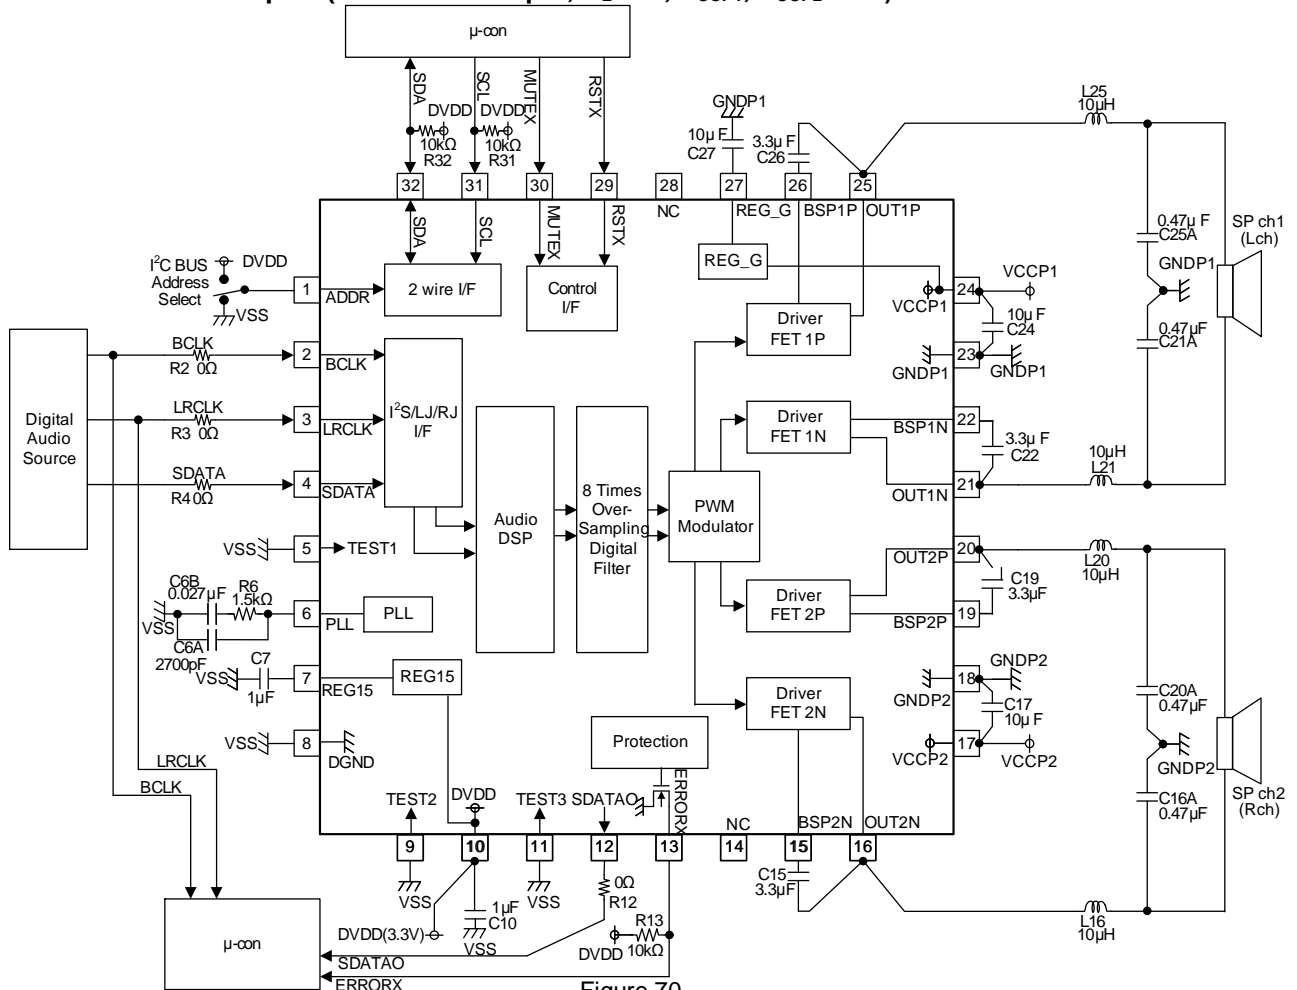 μ-con
SDA
SCL
MUTEX
RSTX
DVDD
DVDD
10kΩ
R32
10kΩ
R31
GNDP1
10μF
C27
3.3μF
C26
L25
10μH
32
31
30
29
28
27
26
25
NC
REG_G
BSP1P
OUT1P
SDA
SCL
MUTEX
RSTX
I²C BUS
Address
Select
DVDD
VSS
1
ADDR
2 wire I/F
Control
I/F
REG_G
VCCP1
24
VCCP1
10μF
C24
0.47μF
C25A
GNDP1
0.47μF
C21A
SP ch1
(Lch)
Digital
Audio
Source
BCLK
R2 0Ω
2
BCLK
LRCLK
R3 0Ω
3
LRCLK
SDATA
R4 0Ω
4
SDATA
I²S/LJ/RJ
I/F
Driver
FET 1P
23
GNDP1
GNDP1
Driver
FET 1N
BSP1N
22
3.3μF
C22
OUT1N
21
10μH
L21
Audio
DSP
8 Times
Over-
Sampling
Digital
Filter
PWM
Modulator
VSS
5
TEST1
C6B
0.027μF
R6
1.5kΩ
VSS
C6A
2700pF
6
PLL
PLL
OUT2P
20
L20
10μH
C19
3.3μF
Driver
FET 2P
BSP2P
19
C7
VSS
1μF
7
REG15
REG15
18
GNDP2
GNDP2
C17
10μF
Driver
FET 2N
C20A
0.47μF
GNDP2
C16A
0.47μF
SP ch2
(Rch)
VSS
8
DGND
Protection
17
VCCP2
VCCP2
LRCLK
BCLK
TEST2
DVDD
TEST3
SDATAO
ERRORX
NC
BSP2N
OUT2N
9
10
11
12
13
14
15
16
VSS
1μF
C10
VSS
VSS
0Ω
R12
C15
3.3μF
DVDD(3.3V)
R13
DVDD
10kΩ
L16
10μH
μ-con
SDATAO
ERRORX